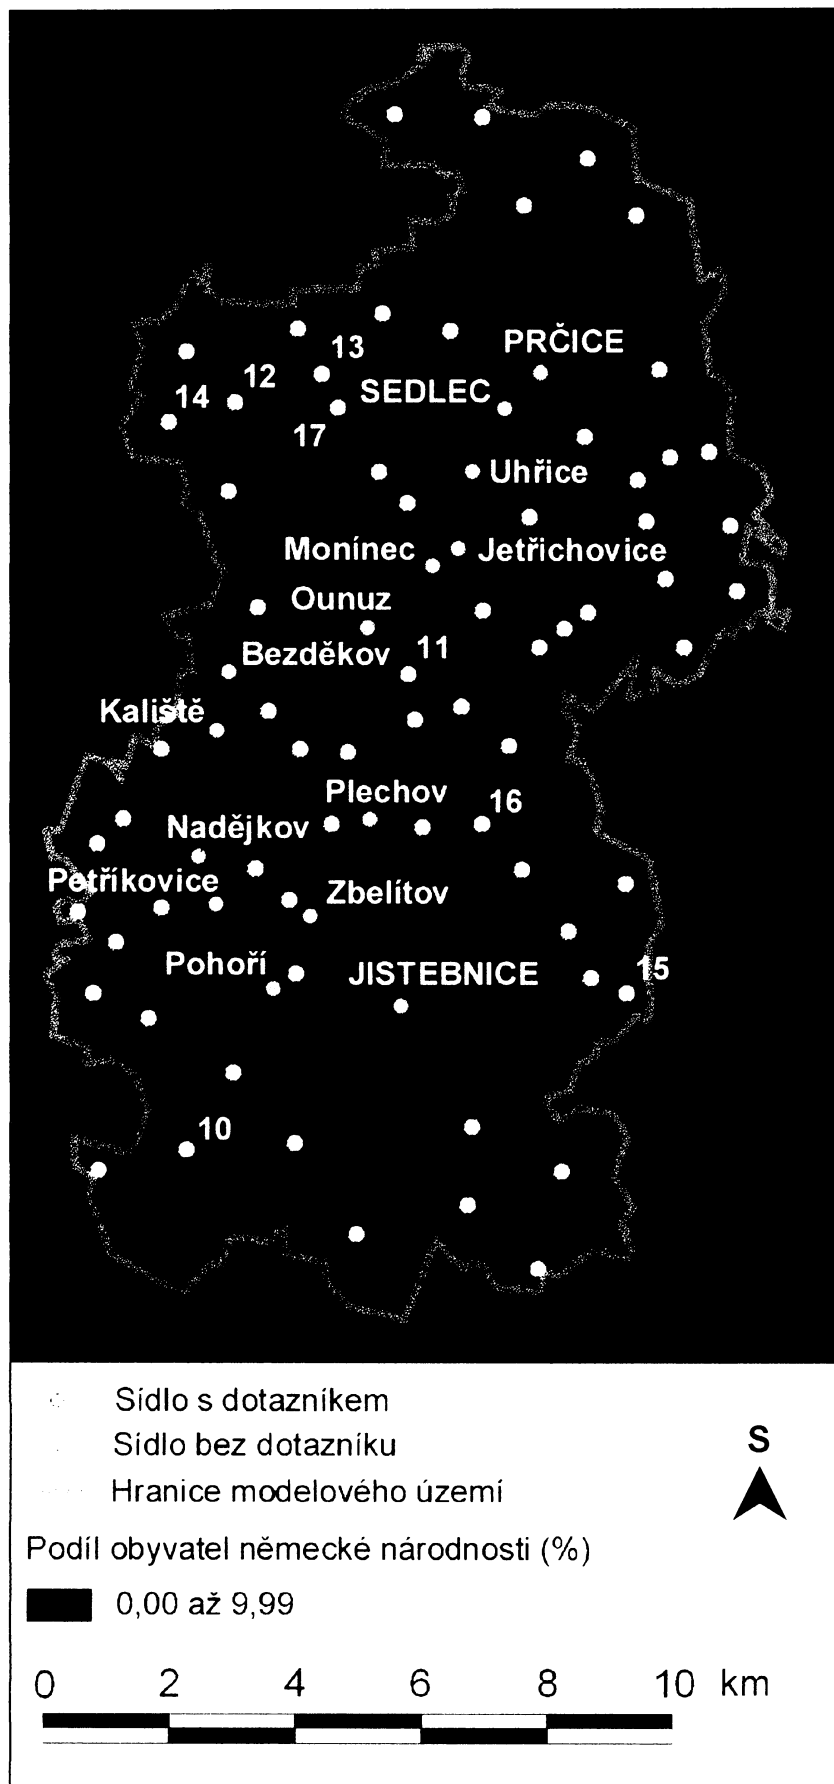 PRČICE
13
SEDLEC
12
14
17
Uhřice
Monínec
Jetřichovice
Ounuz
Bezděkov
11
Kaliště
Plechov
16
Nadějkov
Petříkovice
Zbelítov
Pohoří
JISTEBNICE
15
10
Sídlo s dotazníkem
Sídlo bez dotazníku
S
Hranice modelového území
Podíl obyvatel německé národnosti (%)
0,00 až 9,99
0 2 4 6 8 10 km